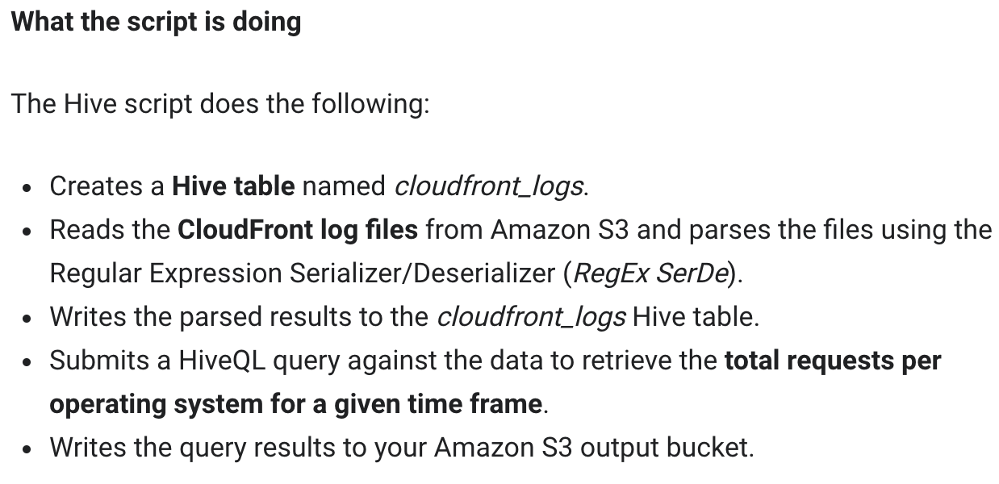 What the script is doing
The Hive script does the following:
• Creates a Hive table named cloudfront_logs.
• Reads the CloudFront log files from Amazon S3 and parses the files using the
Regular Expression Serializer/Deserializer (RegEx SerDe).
• Writes the parsed results to the cloudfront_logs Hive table.
• Submits a HiveQL query against the data to retrieve the total requests per
operating system for a given time frame.
• Writes the query results to your Amazon S3 output bucket.